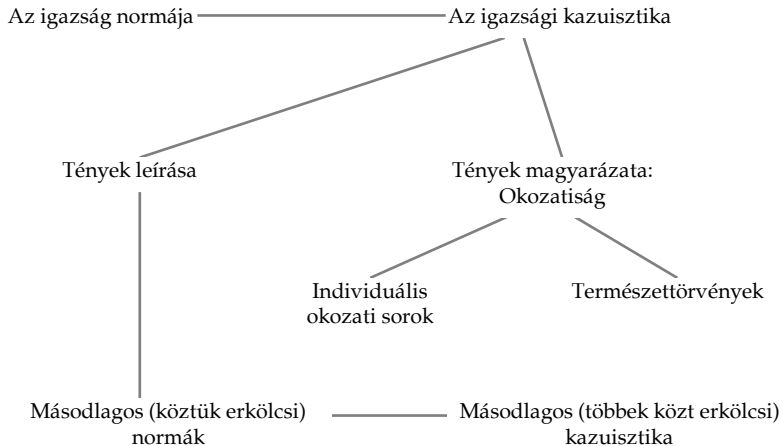 Az igazság normája
Az igazsági kazuisztika
Tények leírása
Tények magyarázata:
Okozatiság
Individuális
okozati sorok
Természettörvények
Másodlagos (köztük erkölcsi)
normák
Másodlagos (többek közt erkölcsi)
kazuisztika